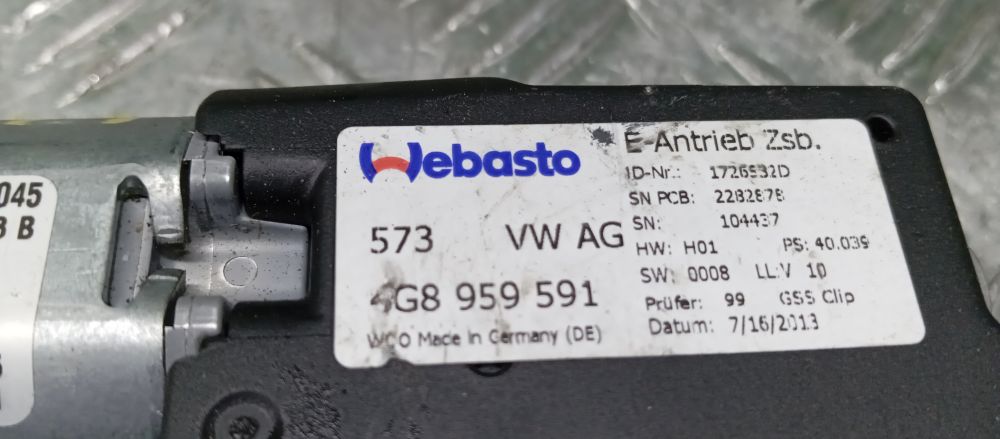 045
3 B
Webasto
573 VW AG
4G8 959 591
WCO Made in Germany (DE)
E-Antrieb Zsb.
ID-Nr.: 1726532D
SN PCB: 2282878
SN: 104437
HW: H01 PS: 40.039
SW: 0008 LL:V 10
Prüfer: 99 GSS Clip
Datum: 7/16/2013